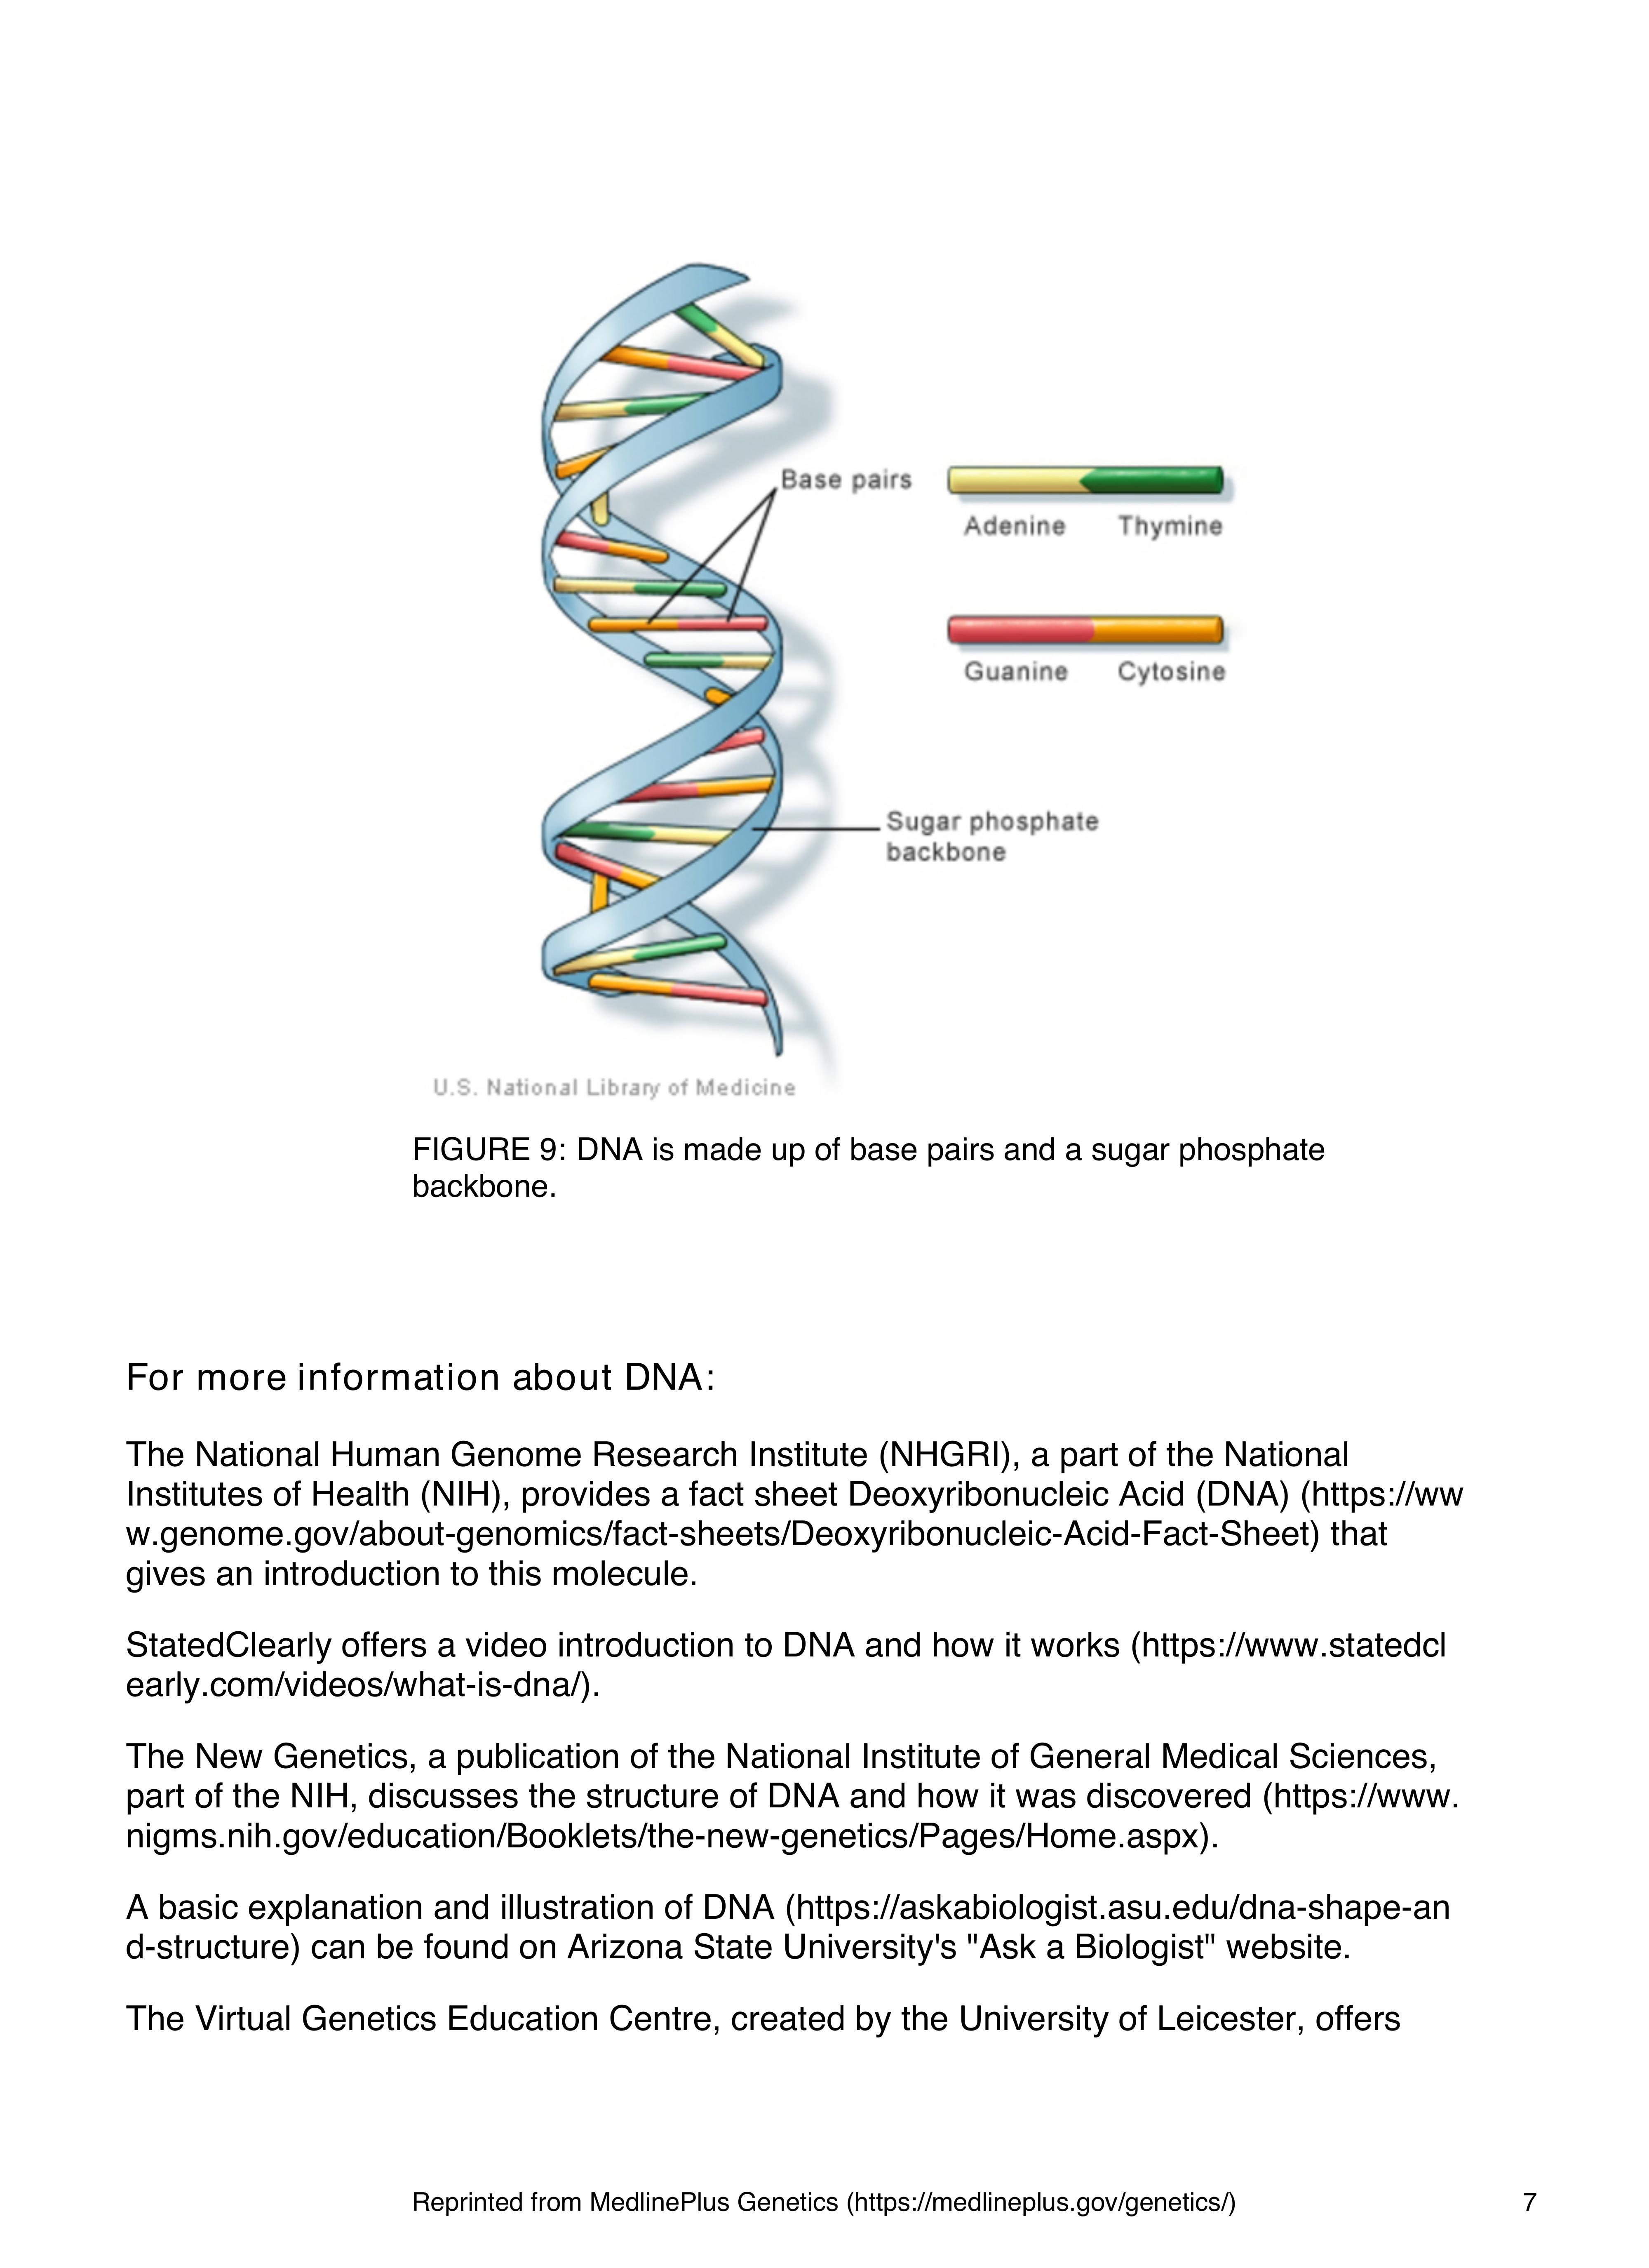 Base pairs
Adenine Thymine
Guanine Cytosine
Sugar phosphate
backbone
U.S. National Library of Medicine
FIGURE 9: DNA is made up of base pairs and a sugar phosphate
backbone.
For more information about DNA:
The National Human Genome Research Institute (NHGRI), a part of the National
Institutes of Health (NIH), provides a fact sheet Deoxyribonucleic Acid (DNA) (https://ww
w.genome.gov/about-genomics/fact-sheets/Deoxyribonucleic-Acid-Fact-Sheet) that
gives an introduction to this molecule.
StatedClearly offers a video introduction to DNA and how it works (https://www.statedcl
early.com/videos/what-is-dna/).
The New Genetics, a publication of the National Institute of General Medical Sciences,
part of the NIH, discusses the structure of DNA and how it was discovered (https://www.
nigms.nih.gov/education/Booklets/the-new-genetics/Pages/Home.aspx).
A basic explanation and illustration of DNA (https://askabiologist.asu.edu/dna-shape-an
d-structure) can be found on Arizona State University's "Ask a Biologist" website.
The Virtual Genetics Education Centre, created by the University of Leicester, offers
Reprinted from MedlinePlus Genetics (https://medlineplus.gov/genetics/) 7